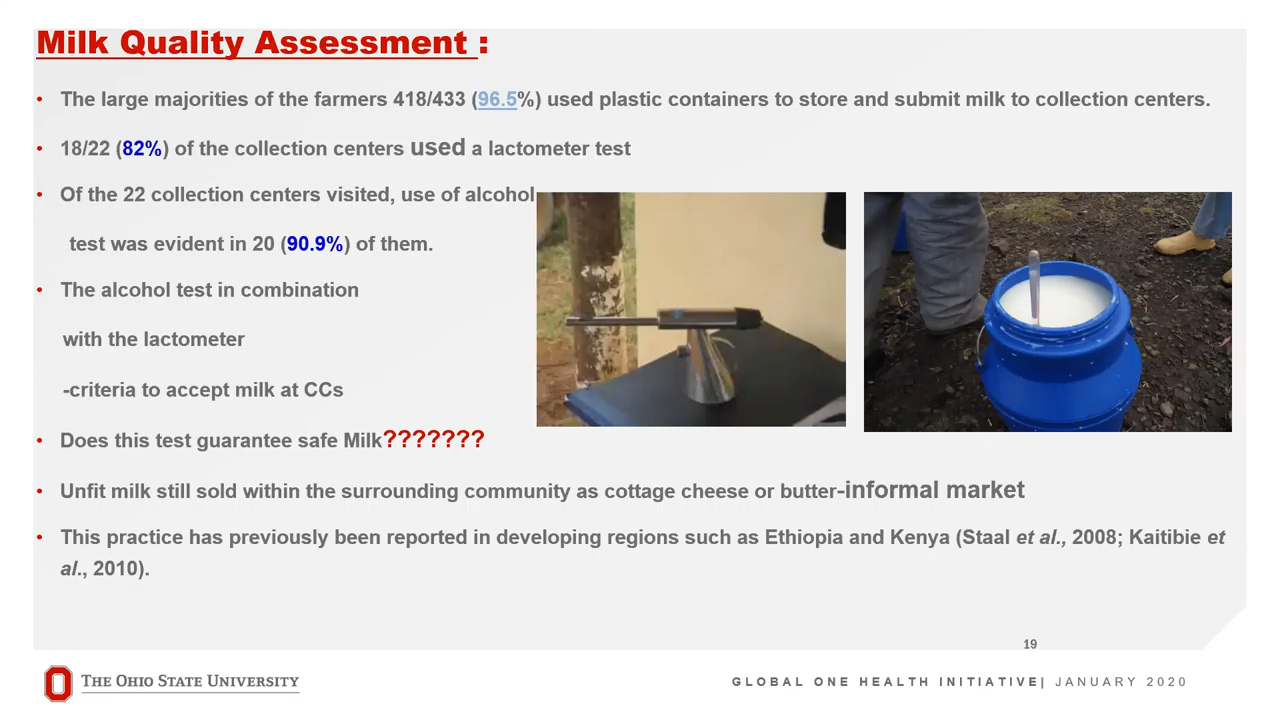 Milk Quality Assessment :
• The large majorities of the farmers 418/433 (96.5%) used plastic containers to store and submit milk to collection centers.
• 18/22 (82%) of the collection centers used a lactometer test
• Of the 22 collection centers visited, use of alcohol
test was evident in 20 (90.9%) of them.
• The alcohol test in combination
with the lactometer
-criteria to accept milk at CCs
• Does this test guarantee safe Milk???????
• Unfit milk still sold within the surrounding community as cottage cheese or butter-informal market
• This practice has previously been reported in developing regions such as Ethiopia and Kenya (Staal et al., 2008; Kaitibie et
al., 2010).
19
THE OHIO STATE UNIVERSITY
GLOBAL ONE HEALTH INITIATIVE| JANUARY 2020